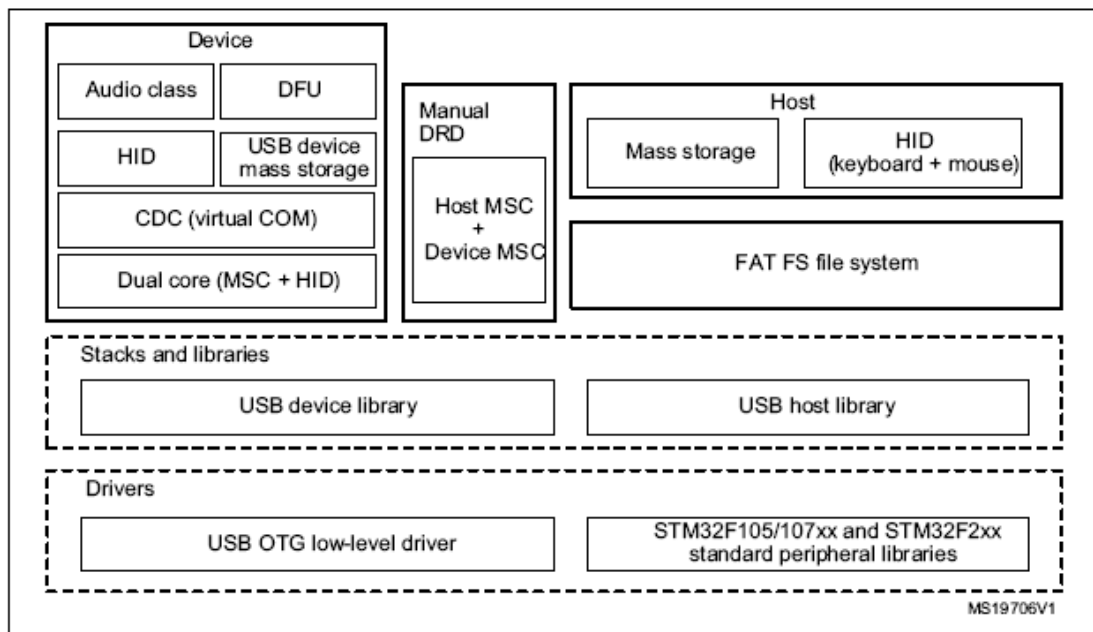 Device
Audio class
DFU
HID
USB device
mass storage
CDC (virtual COM)
Dual core (MSC + HID)
Manual
DRD
Host MSC
+
Device MSC
Host
Mass storage
HID
(keyboard + mouse)
FAT FS file system
Stacks and libraries
USB device library
USB host library
Drivers
USB OTG low-level driver
STM32F105/107xx and STM32F2xx
standard peripheral libraries
MS19706V1